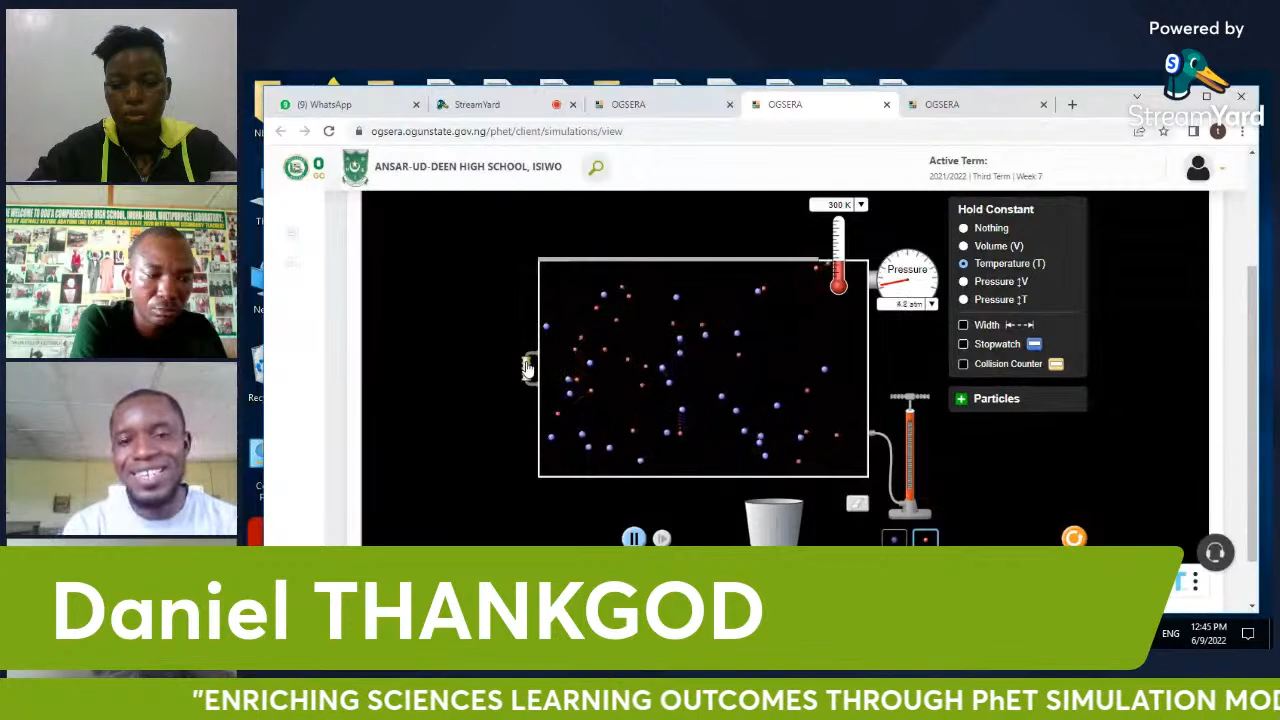 Powered by
StreamYard
(9) WhatsApp
StreamYard
OGSERA
OGSERA
OGSERA
ogsera.ogunstate.gov.ng/phet/client/simulations/view
ANSAR-UD-DEEN HIGH SCHOOL, ISIWO
Active Term:
2021/2022 | Third Term | Week 7
300 K
Pressure
Hold Constant
Nothing
Volume (V)
Temperature (T)
Pressure ↕V
Pressure ↕T
Width
Stopwatch
Collision Counter
Particles
Daniel THANKGOD
ENG
12:45 PM
6/9/2022
"ENRICHING SCIENCES LEARNING OUTCOMES THROUGH PhET SIMULATION